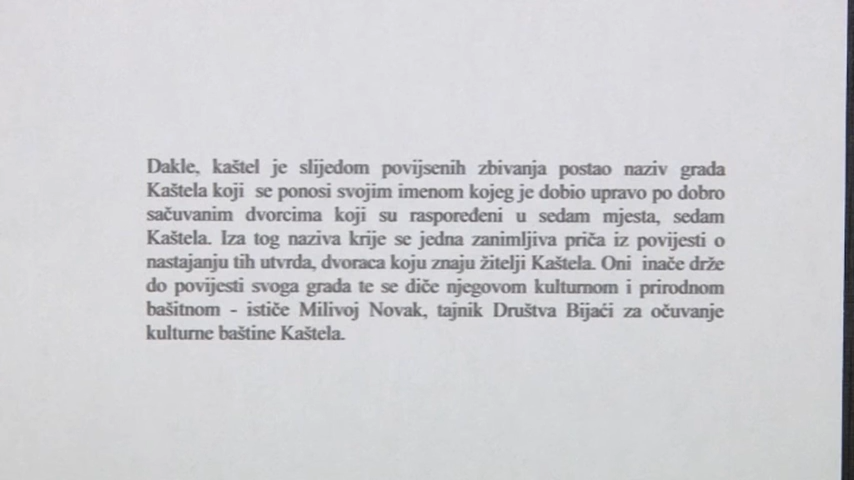 Dakle, kaštel je slijedom povijsenih zbivanja postao naziv grada
Kaštela koji se ponosi svojim imenom kojeg je dobio upravo po dobro
sačuvanim dvorcima koji su raspoređeni u sedam mjesta, sedam
Kaštela. Iza tog naziva krije se jedna zanimljiva priča iz povijesti o
nastajanju tih utvrda, dvoraca koju znaju žitelji Kaštela. Oni inače drže
do povijesti svoga grada te se diče njegovom kulturnom i prirodnom
bašitnom - ističe Milivoj Novak, tajnik Društva Bijaći za očuvanje
kulturne baštine Kaštela.